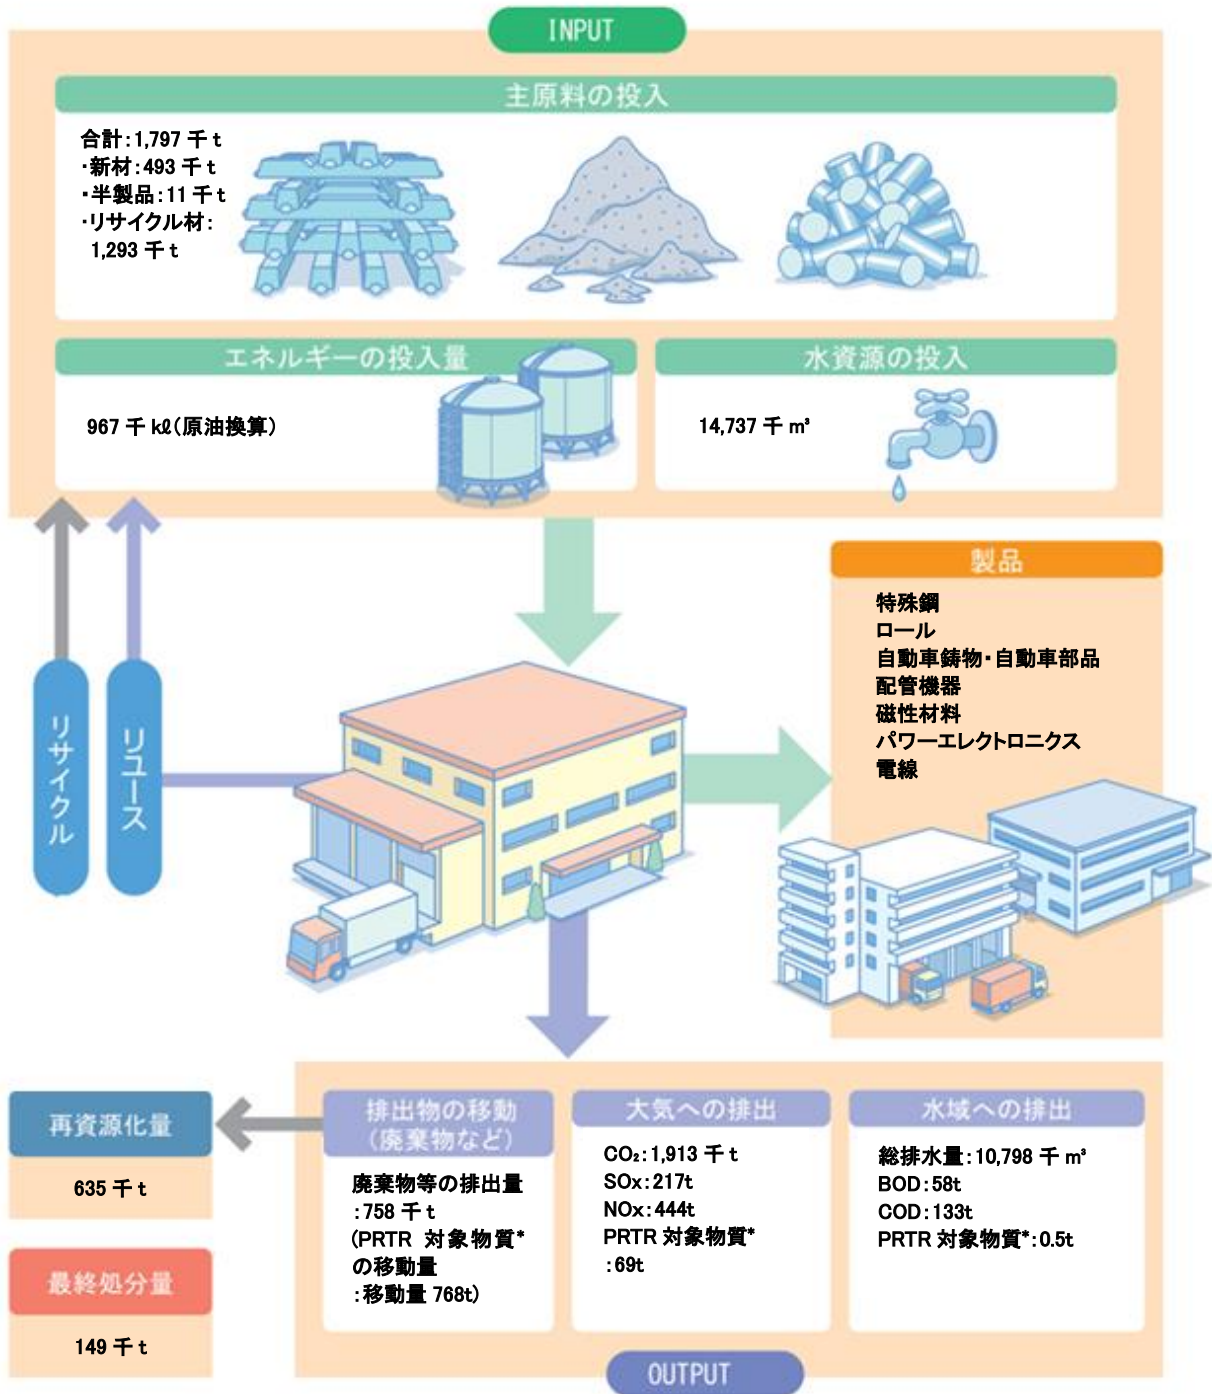 INPUT
主原料の投入
合計:1,797 千 t
・新材:493 千 t
・半製品:11 千 t
・リサイクル材:
1,293 千 t
エネルギーの投入量
967 千 kℓ(原油換算)
水資源の投入
14,737 千 m³
製品
特殊鋼
ロール
自動車鋳物・自動車部品
配管機器
磁性材料
パワーエレクトロニクス
電線
リサイクル
リユース
再資源化量
635 千 t
最終処分量
149 千 t
排出物の移動
(廃棄物など)
廃棄物等の排出量
:758 千 t
(PRTR 対象物質*
の移動量
:移動量 768t)
大気への排出
CO₂:1,913 千 t
SOx:217t
NOx:444t
PRTR 対象物質*
:69t
水域への排出
総排水量:10,798 千 m³
BOD:58t
COD:133t
PRTR 対象物質*:0.5t
OUTPUT